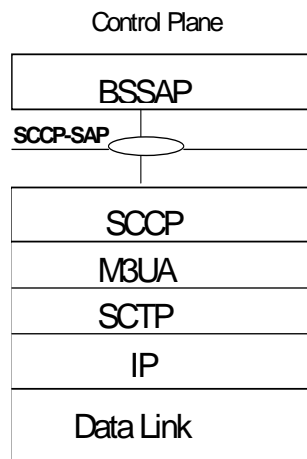 Control Plane
BSSAP
SCCP-SAP
SCCP
M3UA
SCTP
IP
Data Link